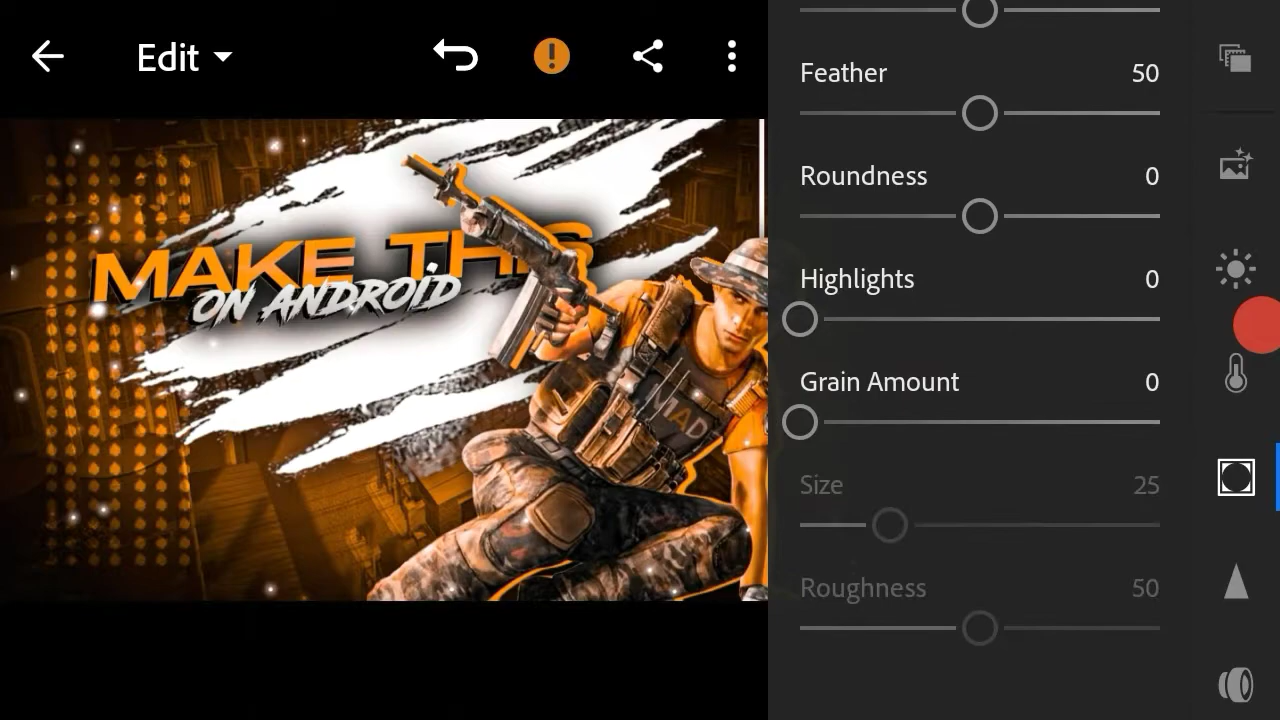 Edit
Feather 50
Roundness 0
Highlights 0
Grain Amount 0
Size 25
Roughness 50
MAKE THIS
ON ANDROID